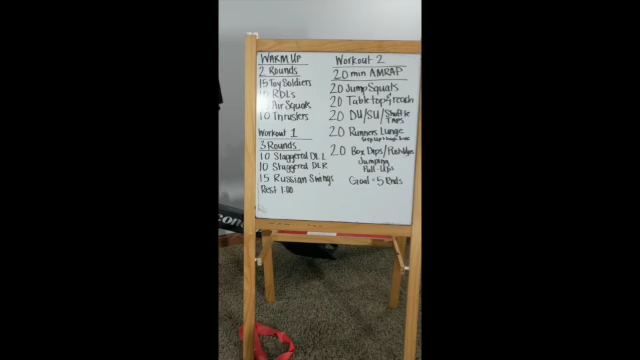 WARM UP
2 Rounds
15 Toy Soldiers
RDLs
Air Squats
10 Thrusters
Workout 1
3 Rounds
10 Staggered DL L
10 Staggered DL R
15 Russian Swings
Rest 1:00
Workout 2
20 min AMRAP
20 Jump Squats
20 Tabletop & reach
20 DU/SU/Shuffle
Taps
20 Runners Lunge
20 Box Dips/
Jumping
Pull-Ups
Goal = 5 Rnds